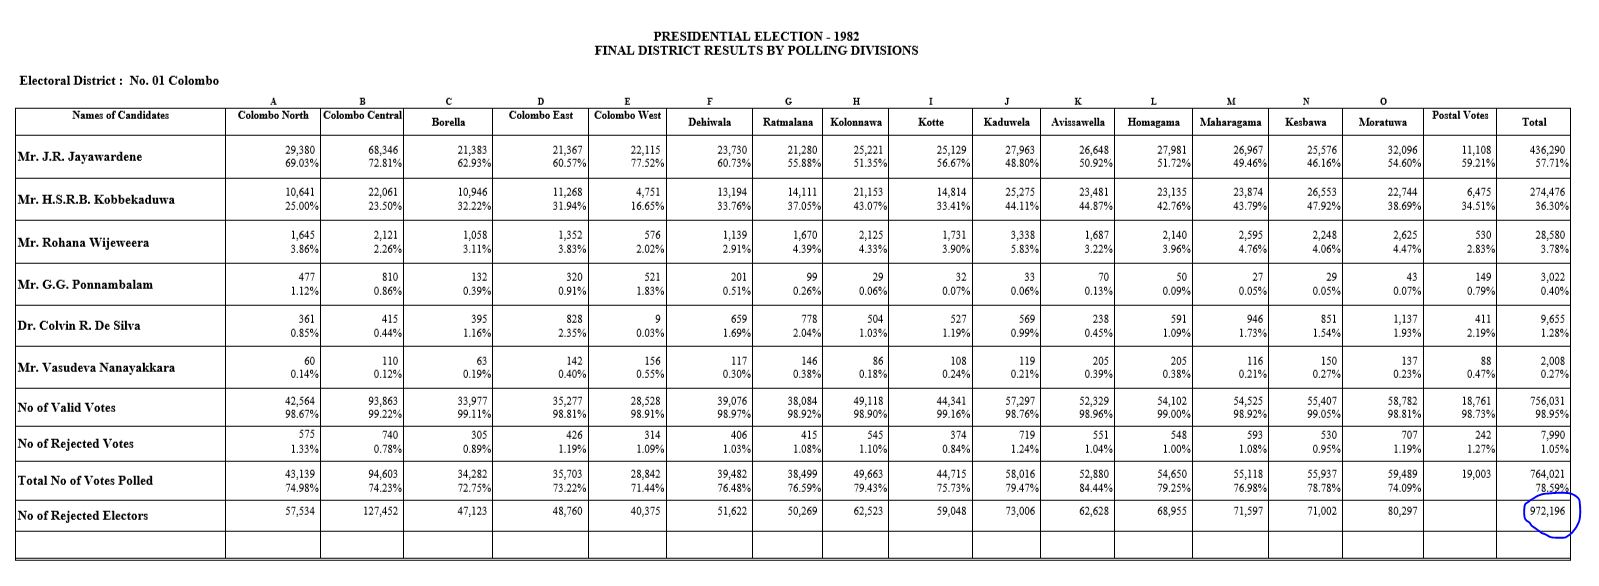 PRESIDENTIAL ELECTION - 1982
FINAL DISTRICT RESULTS BY POLLING DIVISIONS
Electoral District : No. 01 Colombo
A B C D E F G H I J K L M N O
Names of Candidates Colombo North Colombo Central Borella Colombo East Colombo West Dehiwala Ratmalana Kolonnawa Kotte Kaduwela Avissawella Homagama Maharagama Kesbawa Moratuwa Postal Votes Total
Mr. J.R. Jayawardene 29,380 68,346 21,383 21,367 22,115 23,730 21,280 25,221 25,129 27,963 26,648 27,981 26,967 25,576 32,096 11,108 436,290
69.03% 72.81% 62.93% 60.57% 77.52% 60.73% 55.88% 51.35% 56.67% 48.80% 50.92% 51.72% 49.46% 46.16% 54.60% 59.21% 57.71%
Mr. H.S.R.B. Kobbekaduwa 10,641 22,061 10,946 11,268 4,751 13,194 14,111 21,153 14,814 25,275 23,481 23,135 23,874 26,553 22,744 6,475 274,476
25.00% 23.50% 32.22% 31.94% 16.65% 33.76% 37.05% 43.07% 33.41% 44.11% 44.87% 42.76% 43.79% 47.92% 38.69% 34.51% 36.30%
Mr. Rohana Wijeweera 1,645 2,121 1,058 1,352 576 1,139 1,670 2,125 1,731 3,338 1,687 2,140 2,595 2,248 2,625 530 28,580
3.86% 2.26% 3.11% 3.83% 2.02% 2.91% 4.39% 4.33% 3.90% 5.83% 3.22% 3.96% 4.76% 4.06% 4.47% 2.83% 3.78%
Mr. G.G. Ponnambalam 477 810 132 320 521 201 99 29 32 33 70 50 27 29 43 149 3,022
1.12% 0.86% 0.39% 0.91% 1.83% 0.51% 0.26% 0.06% 0.07% 0.06% 0.13% 0.09% 0.05% 0.05% 0.07% 0.79% 0.40%
Dr. Colvin R. De Silva 361 415 395 828 9 659 778 504 527 569 238 591 946 851 1,137 411 9,655
0.85% 0.44% 1.16% 2.35% 0.03% 1.69% 2.04% 1.03% 1.19% 0.99% 0.45% 1.09% 1.73% 1.54% 1.93% 2.19% 1.28%
Mr. Vasudeva Nanayakkara 60 110 63 142 156 117 146 86 108 119 205 205 116 150 137 88 2,008
0.14% 0.12% 0.19% 0.40% 0.55% 0.30% 0.38% 0.18% 0.24% 0.21% 0.39% 0.38% 0.21% 0.27% 0.23% 0.47% 0.27%
No of Valid Votes 42,564 93,863 33,977 35,277 28,528 39,076 38,084 49,118 44,341 57,297 52,329 54,102 54,525 55,407 58,782 18,761 756,031
98.67% 99.22% 99.11% 98.81% 98.91% 98.97% 98.92% 98.90% 99.16% 98.76% 98.96% 99.00% 98.92% 99.05% 98.81% 98.73% 98.95%
No of Rejected Votes 575 740 305 426 314 406 415 545 374 719 551 548 593 530 707 242 7,990
1.33% 0.78% 0.89% 1.19% 1.09% 1.03% 1.08% 1.10% 0.84% 1.24% 1.04% 1.00% 1.08% 0.95% 1.19% 1.27% 1.05%
Total No of Votes Polled 43,139 94,603 34,282 35,703 28,842 39,482 38,499 49,663 44,715 58,016 52,880 54,650 55,118 55,937 59,489 19,003 764,021
74.98% 74.23% 72.75% 73.22% 71.44% 76.48% 76.59% 79.43% 75.73% 79.47% 84.44% 79.25% 76.98% 78.78% 74.09% 78.59%
No of Rejected Electors 57,534 127,452 47,123 48,760 40,375 51,622 50,269 62,523 59,048 73,006 62,628 68,955 71,597 71,002 80,297 972,196